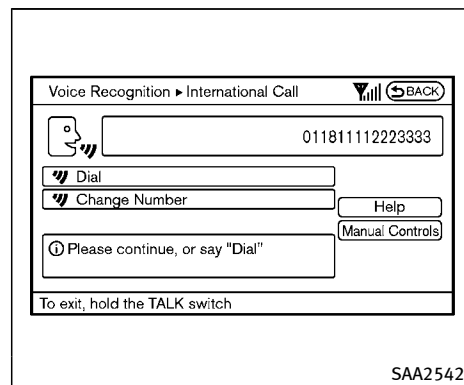 Voice Recognition ▸ International Call BACK
011811112223333
Dial
Change Number
Help
Manual Controls
Please continue, or say "Dial"
To exit, hold the TALK switch
SAA2542